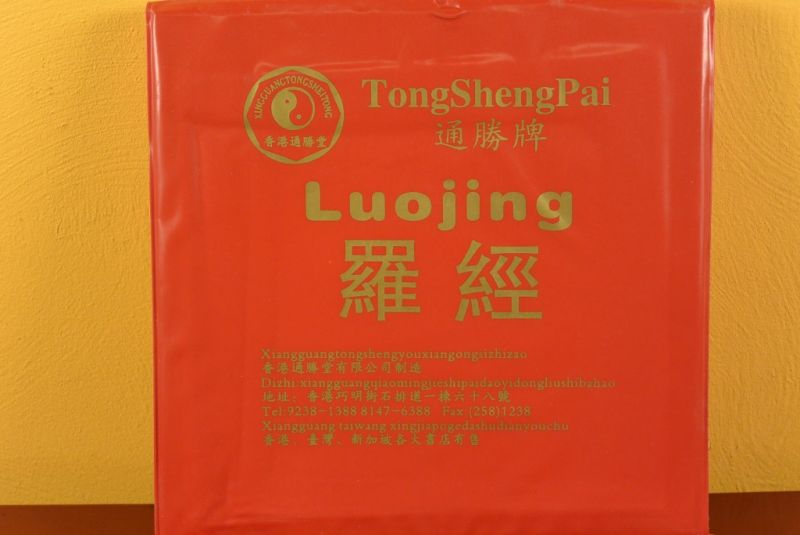 XINGGUANGTONGSHEITONG
香港通勝堂
TongShengPai
通勝牌
Luojing
羅經
Xiangguangtongshengyouxiangongsizhizao
香港通勝堂有限公司制造
Dizhi:xiangguangqiaomingjieshipaidaoyidongliushibahao
地址：香港巧明街石排道一棟六十八號
Tel:9238-1388 8147-6388 Fax:(258)1238
Xiangguang taiwang xingjiapogedashudianyouchu
香港、臺灣、新加坡各大書店有售